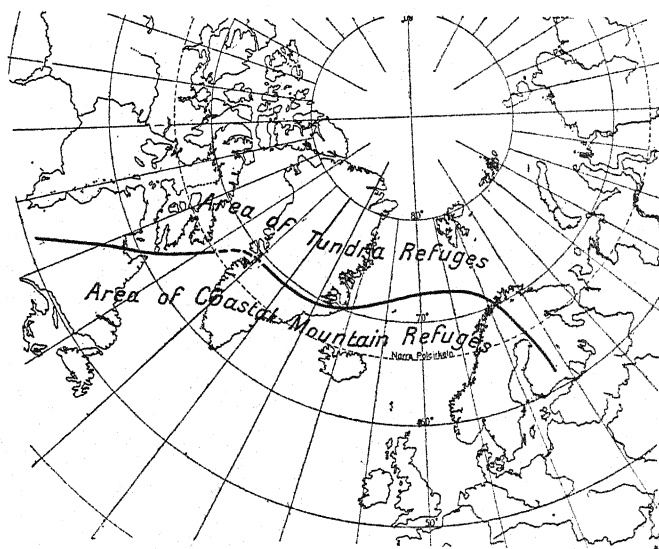 80°
Area of Tundra Refuges
Area of Coastal Mountain Refuges
70°
Norra Polcirkeln
60°
50°